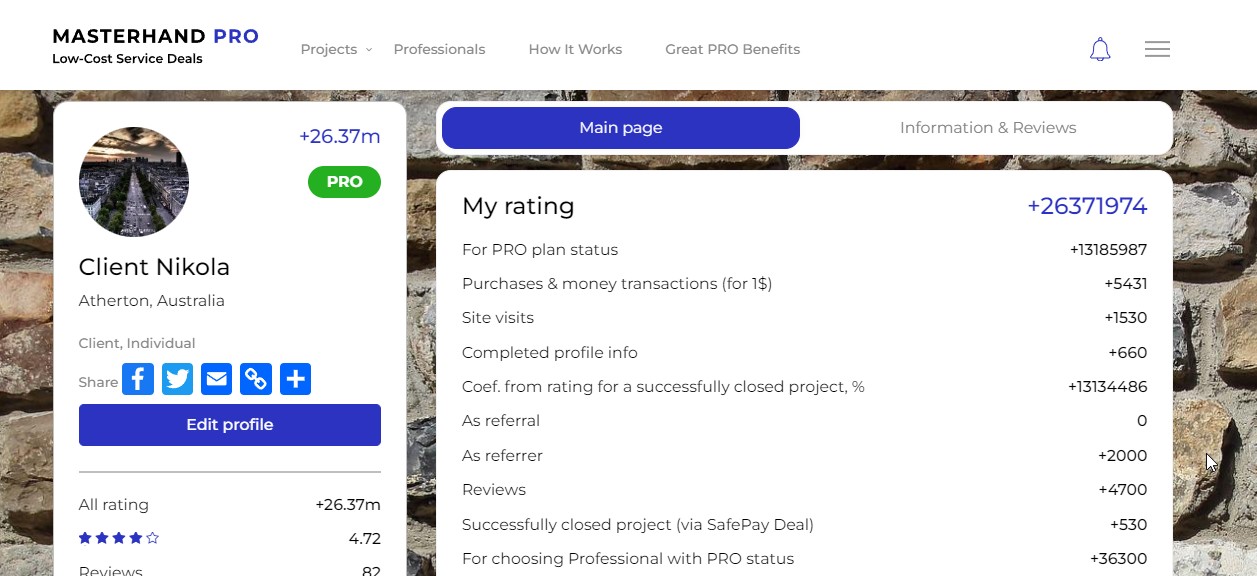 MASTERHAND PRO
Low-Cost Service Deals
Projects
Professionals
How It Works
Great PRO Benefits
+26.37m
PRO
Client Nikola
Atherton, Australia
Client, Individual
Share
Edit profile
All rating +26.37m
4.72
Reviews 82
Main page
Information & Reviews
My rating +26371974
For PRO plan status +13185987
Purchases & money transactions (for 1$) +5431
Site visits +1530
Completed profile info +660
Coef. from rating for a successfully closed project, % +13134486
As referral 0
As referrer +2000
Reviews +4700
Successfully closed project (via SafePay Deal) +530
For choosing Professional with PRO status +36300